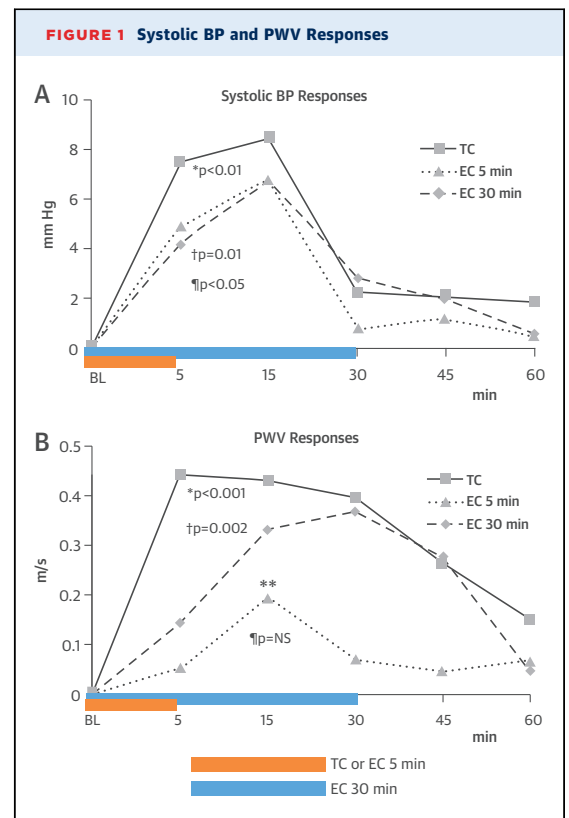 FIGURE 1 Systolic BP and PWV Responses
A
Systolic BP Responses
10
8
6
4
2
0
mm Hg
TC
EC 5 min
EC 30 min
*p<0.01
†p=0.01
¶p<0.05
BL 5 15 30 45 60
min
B
PWV Responses
0.5
0.4
0.3
0.2
0.1
0
m/s
TC
EC 5 min
EC 30 min
*p<0.001
†p=0.002
**
¶p=NS
BL 5 15 30 45 60
min
TC or EC 5 min
EC 30 min